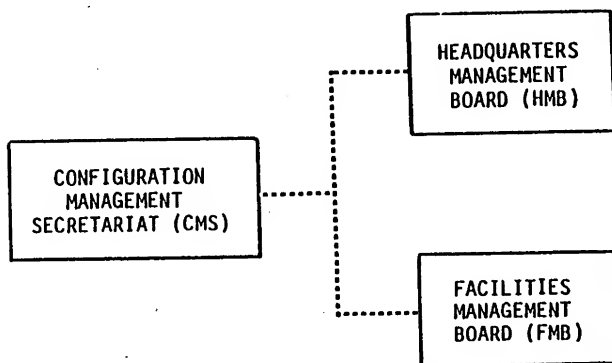 HEADQUARTERS
MANAGEMENT
BOARD (HMB)
CONFIGURATION
MANAGEMENT
SECRETARIAT (CMS)
FACILITIES
MANAGEMENT
BOARD (FMB)